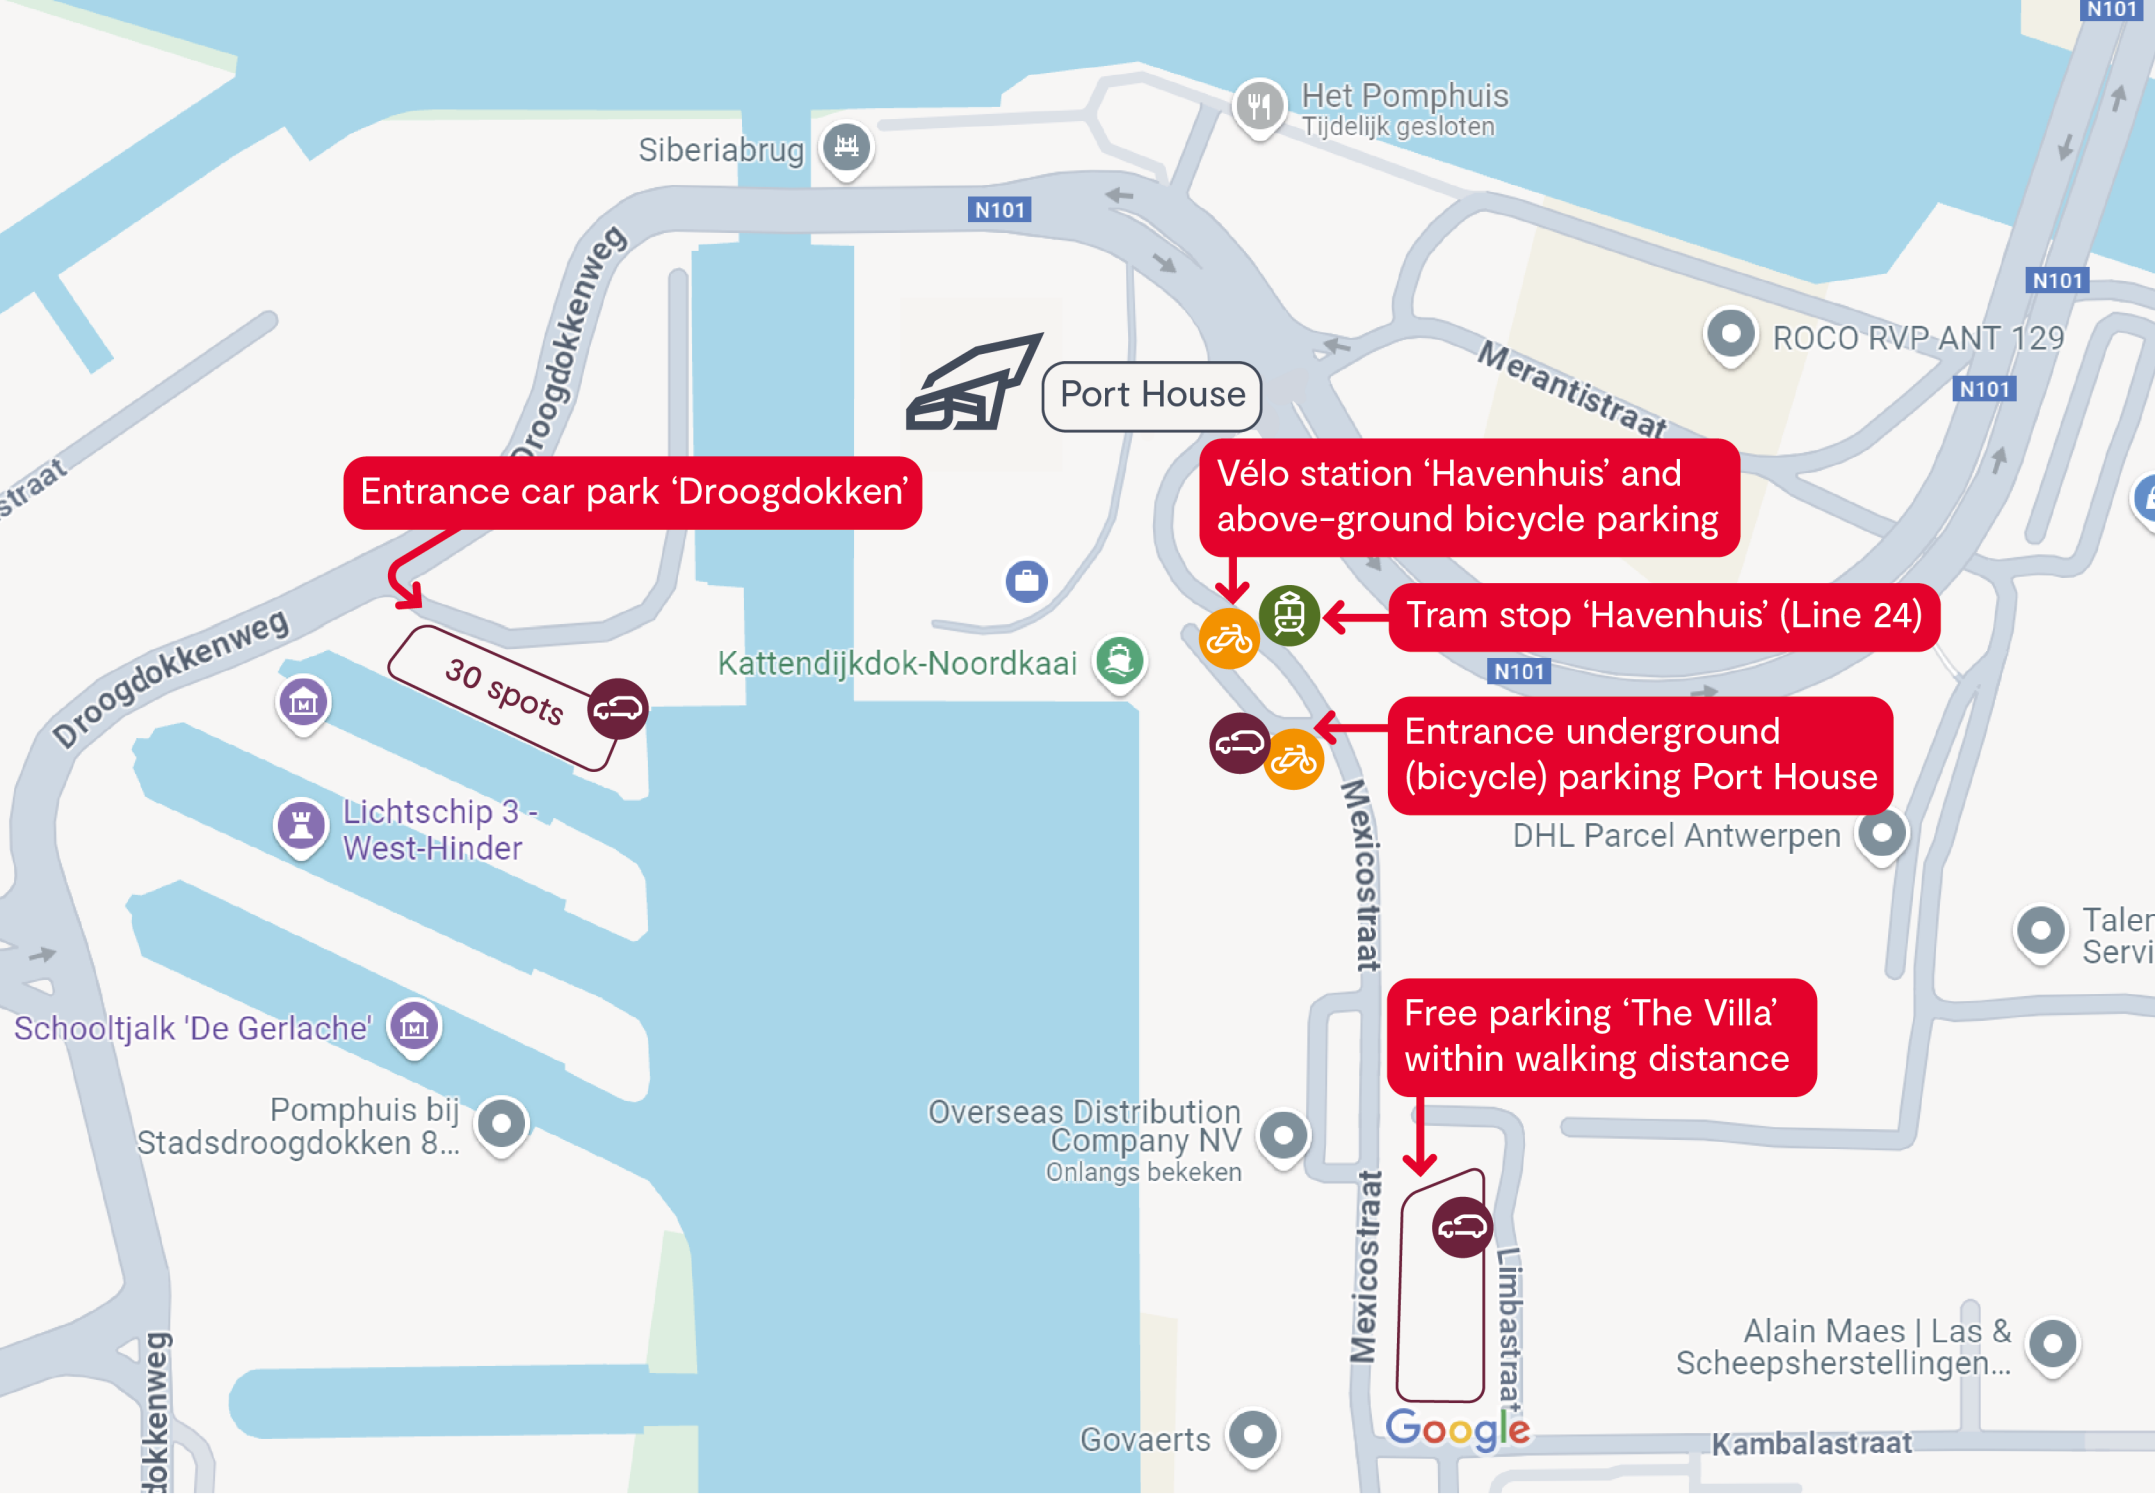 N101
Het Pomphuis
Tijdelijk gesloten
Siberiabrug
N101
Droogdokkenweg
N101
ROCO RVP ANT 129
Merantistraat
N101
Port House
straat
Entrance car park ‘Droogdokken’
Vélo station ‘Havenhuis’ and
above-ground bicycle parking
Tram stop ‘Havenhuis’ (Line 24)
Droogdokkenweg
30 spots
Kattendijkdok-Noordkaai
N101
Entrance underground
(bicycle) parking Port House
Lichtschip 3 -
West-Hinder
Mexicostraat
DHL Parcel Antwerpen
Taler
Servi
Schooltjalk 'De Gerlache'
Free parking ‘The Villa’
within walking distance
Pomphuis bij
Stadsdroogdokken 8...
Overseas Distribution
Company NV
Onlangs bekeken
Mexicostraat
Limbastraat
Alain Maes | Las &
Scheepsherstellingen...
dokkenweg
Govaerts
Google
Kambalastraat